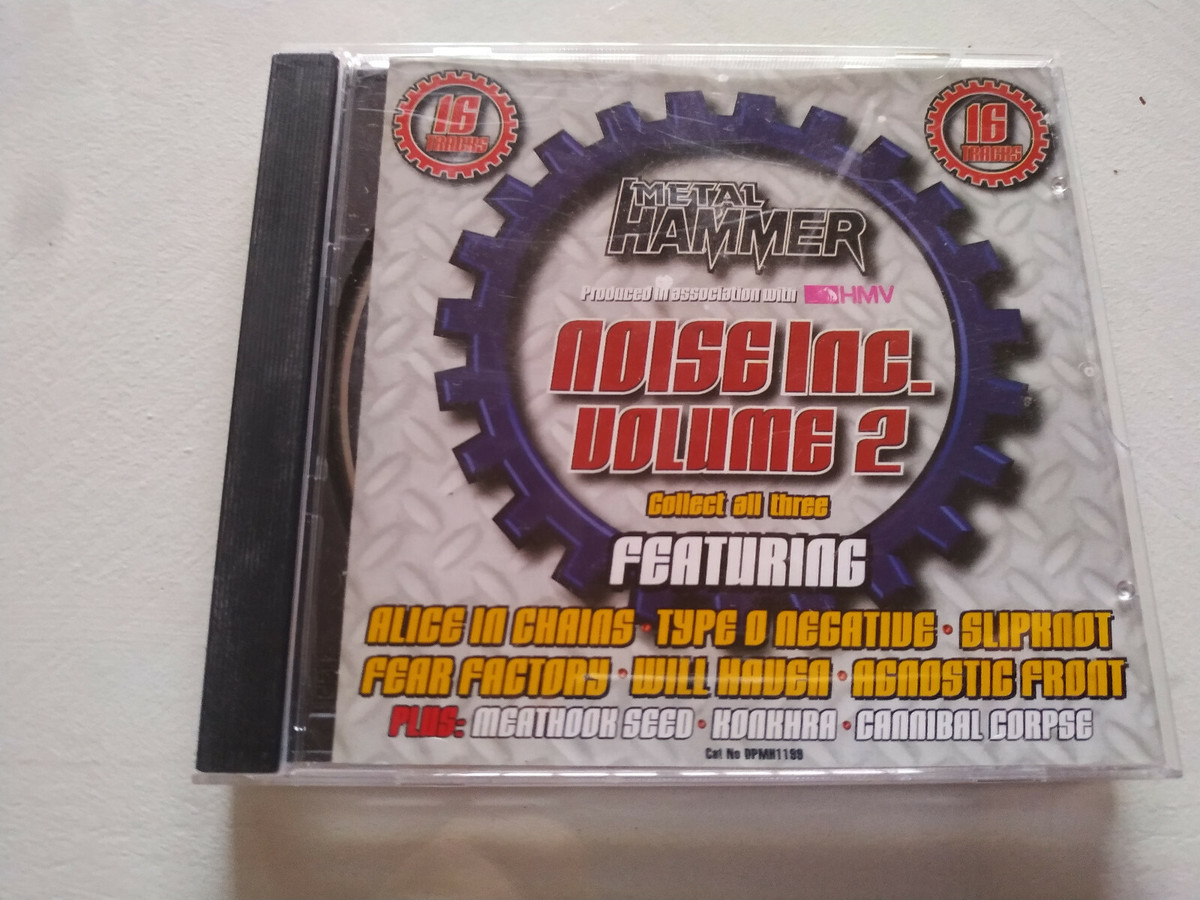 16 TRACKS
16 TRACKS
METAL HAMMER
Produced in association with HMV
NOISE INC.
VOLUME 2
Collect all three
FEATURING
ALICE IN CHAINS · TYPE O NEGATIVE · SLIPKNOT
FEAR FACTORY · WILL HAVEN · AGNOSTIC FRONT
PLUS: MEATHOOK SEED · KONKHRA · CANNIBAL CORPSE
Cat No DPMH1199